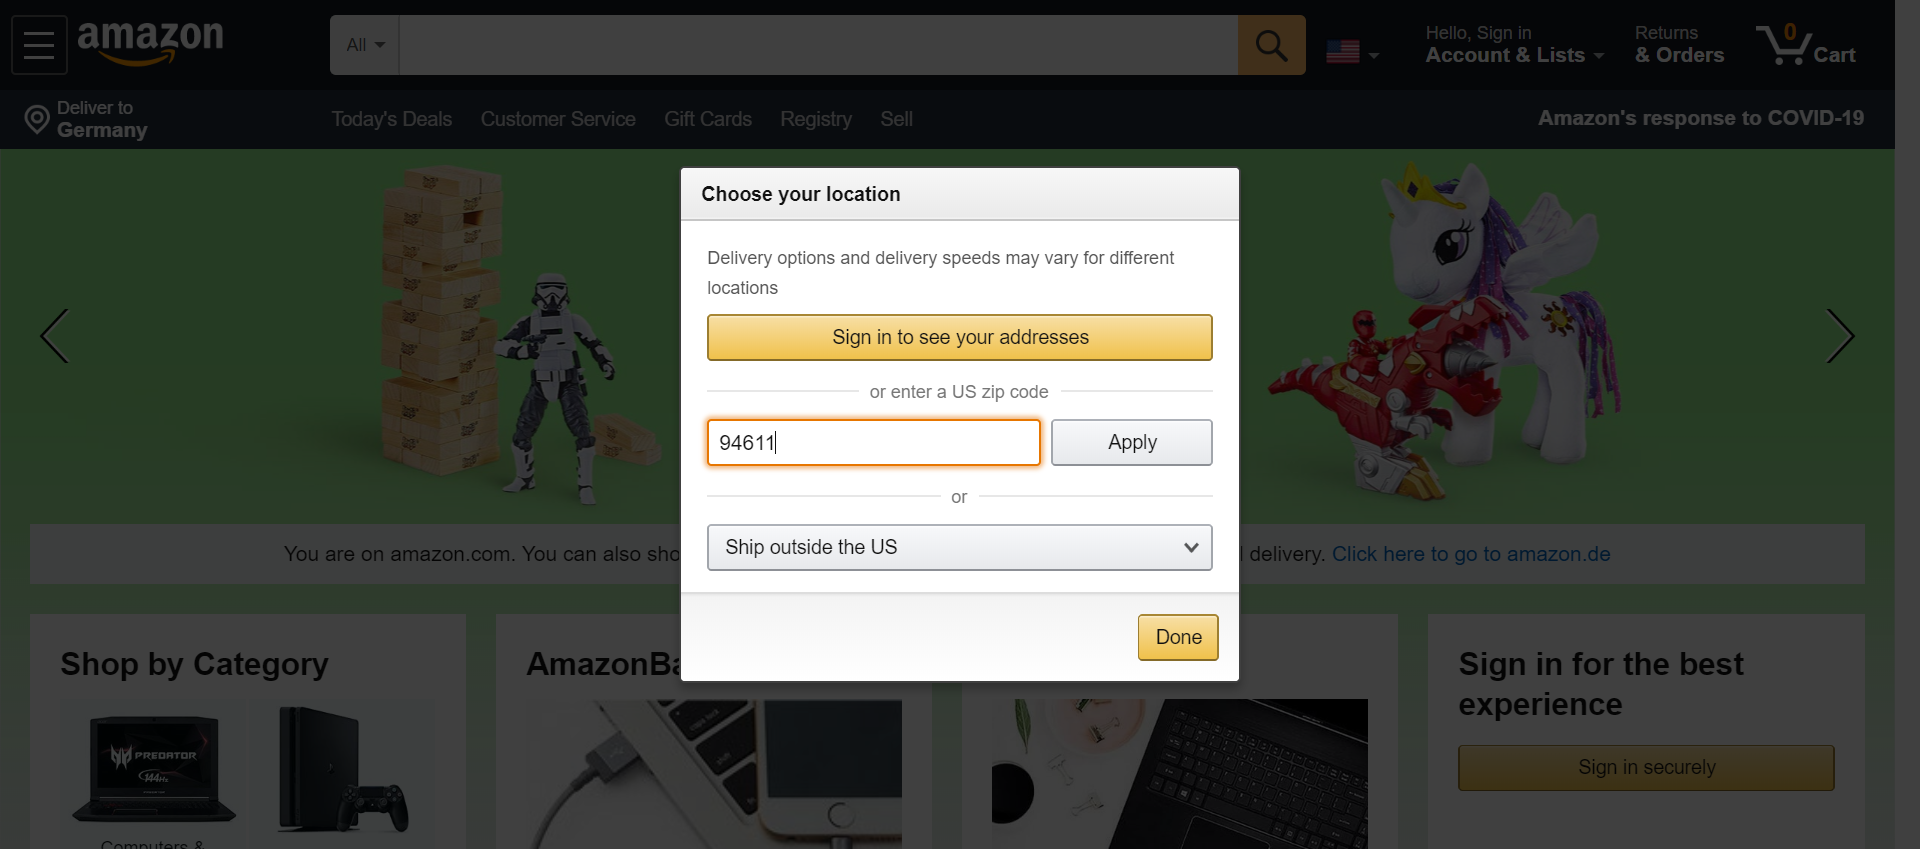 amazon
All
Hello, Sign in
Account & Lists
Returns
& Orders
0
Cart
Deliver to
Germany
Today's Deals
Customer Service
Gift Cards
Registry
Sell
Amazon's response to COVID-19
Choose your location
Delivery options and delivery speeds may vary for different
locations
Sign in to see your addresses
or enter a US zip code
94611
Apply
or
Ship outside the US
Done
You are on amazon.com. You can also sho
l delivery. Click here to go to amazon.de
Shop by Category
AmazonBa
Sign in for the best
experience
Sign in securely
PREDATOR
144Hz
Computers &